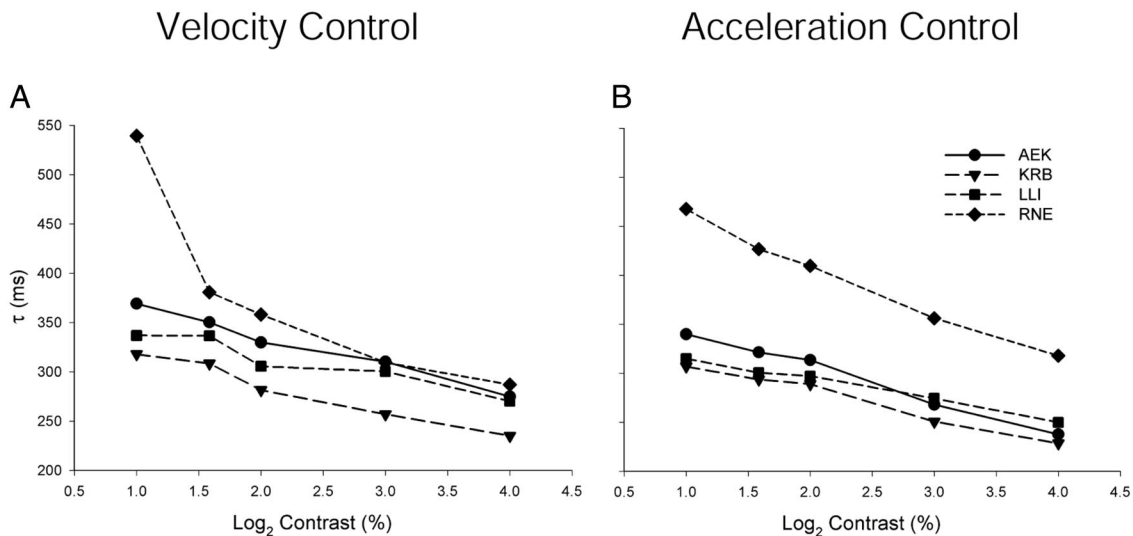 Velocity Control
Acceleration Control
A
B
550
500
450
400
350
300
250
200
τ (ms)
0.5 1.0 1.5 2.0 2.5 3.0 3.5 4.0 4.5
Log₂ Contrast (%)
AEK
KRB
LLI
RNE
0.5 1.0 1.5 2.0 2.5 3.0 3.5 4.0 4.5
Log₂ Contrast (%)